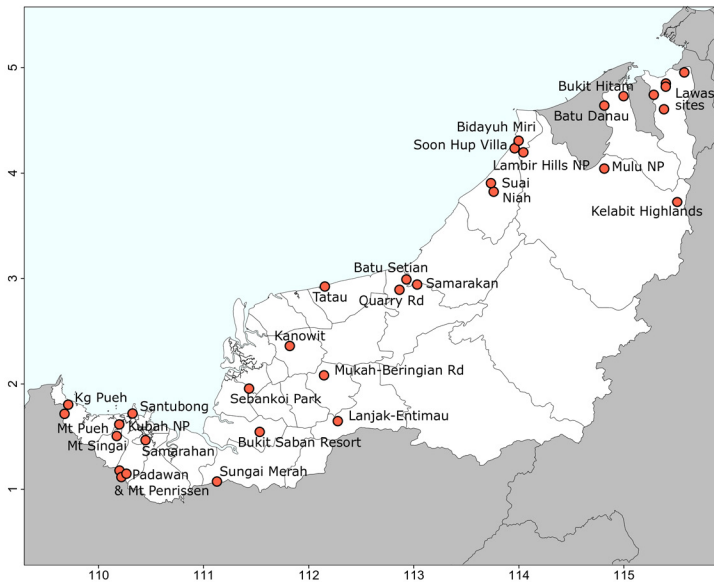 5
4
3
2
1
Bukit Hitam
Lawas
sites
Batu Danau
Bidayuh Miri
Soon Hup Villa
Lambir Hills NP
Mulu NP
Suai
Niah
Kelabit Highlands
Batu Setian
Samarakan
Tatau
Quarry Rd
Kanowit
Mukah-Beringian Rd
Sebankoi Park
Lanjak-Entimau
Kg Pueh
Santubong
Mt Pueh
Kubah NP
Mt Singai
Samarahan
Bukit Saban Resort
Padawan
& Mt Penrissen
Sungai Merah
110
111
112
113
114
115